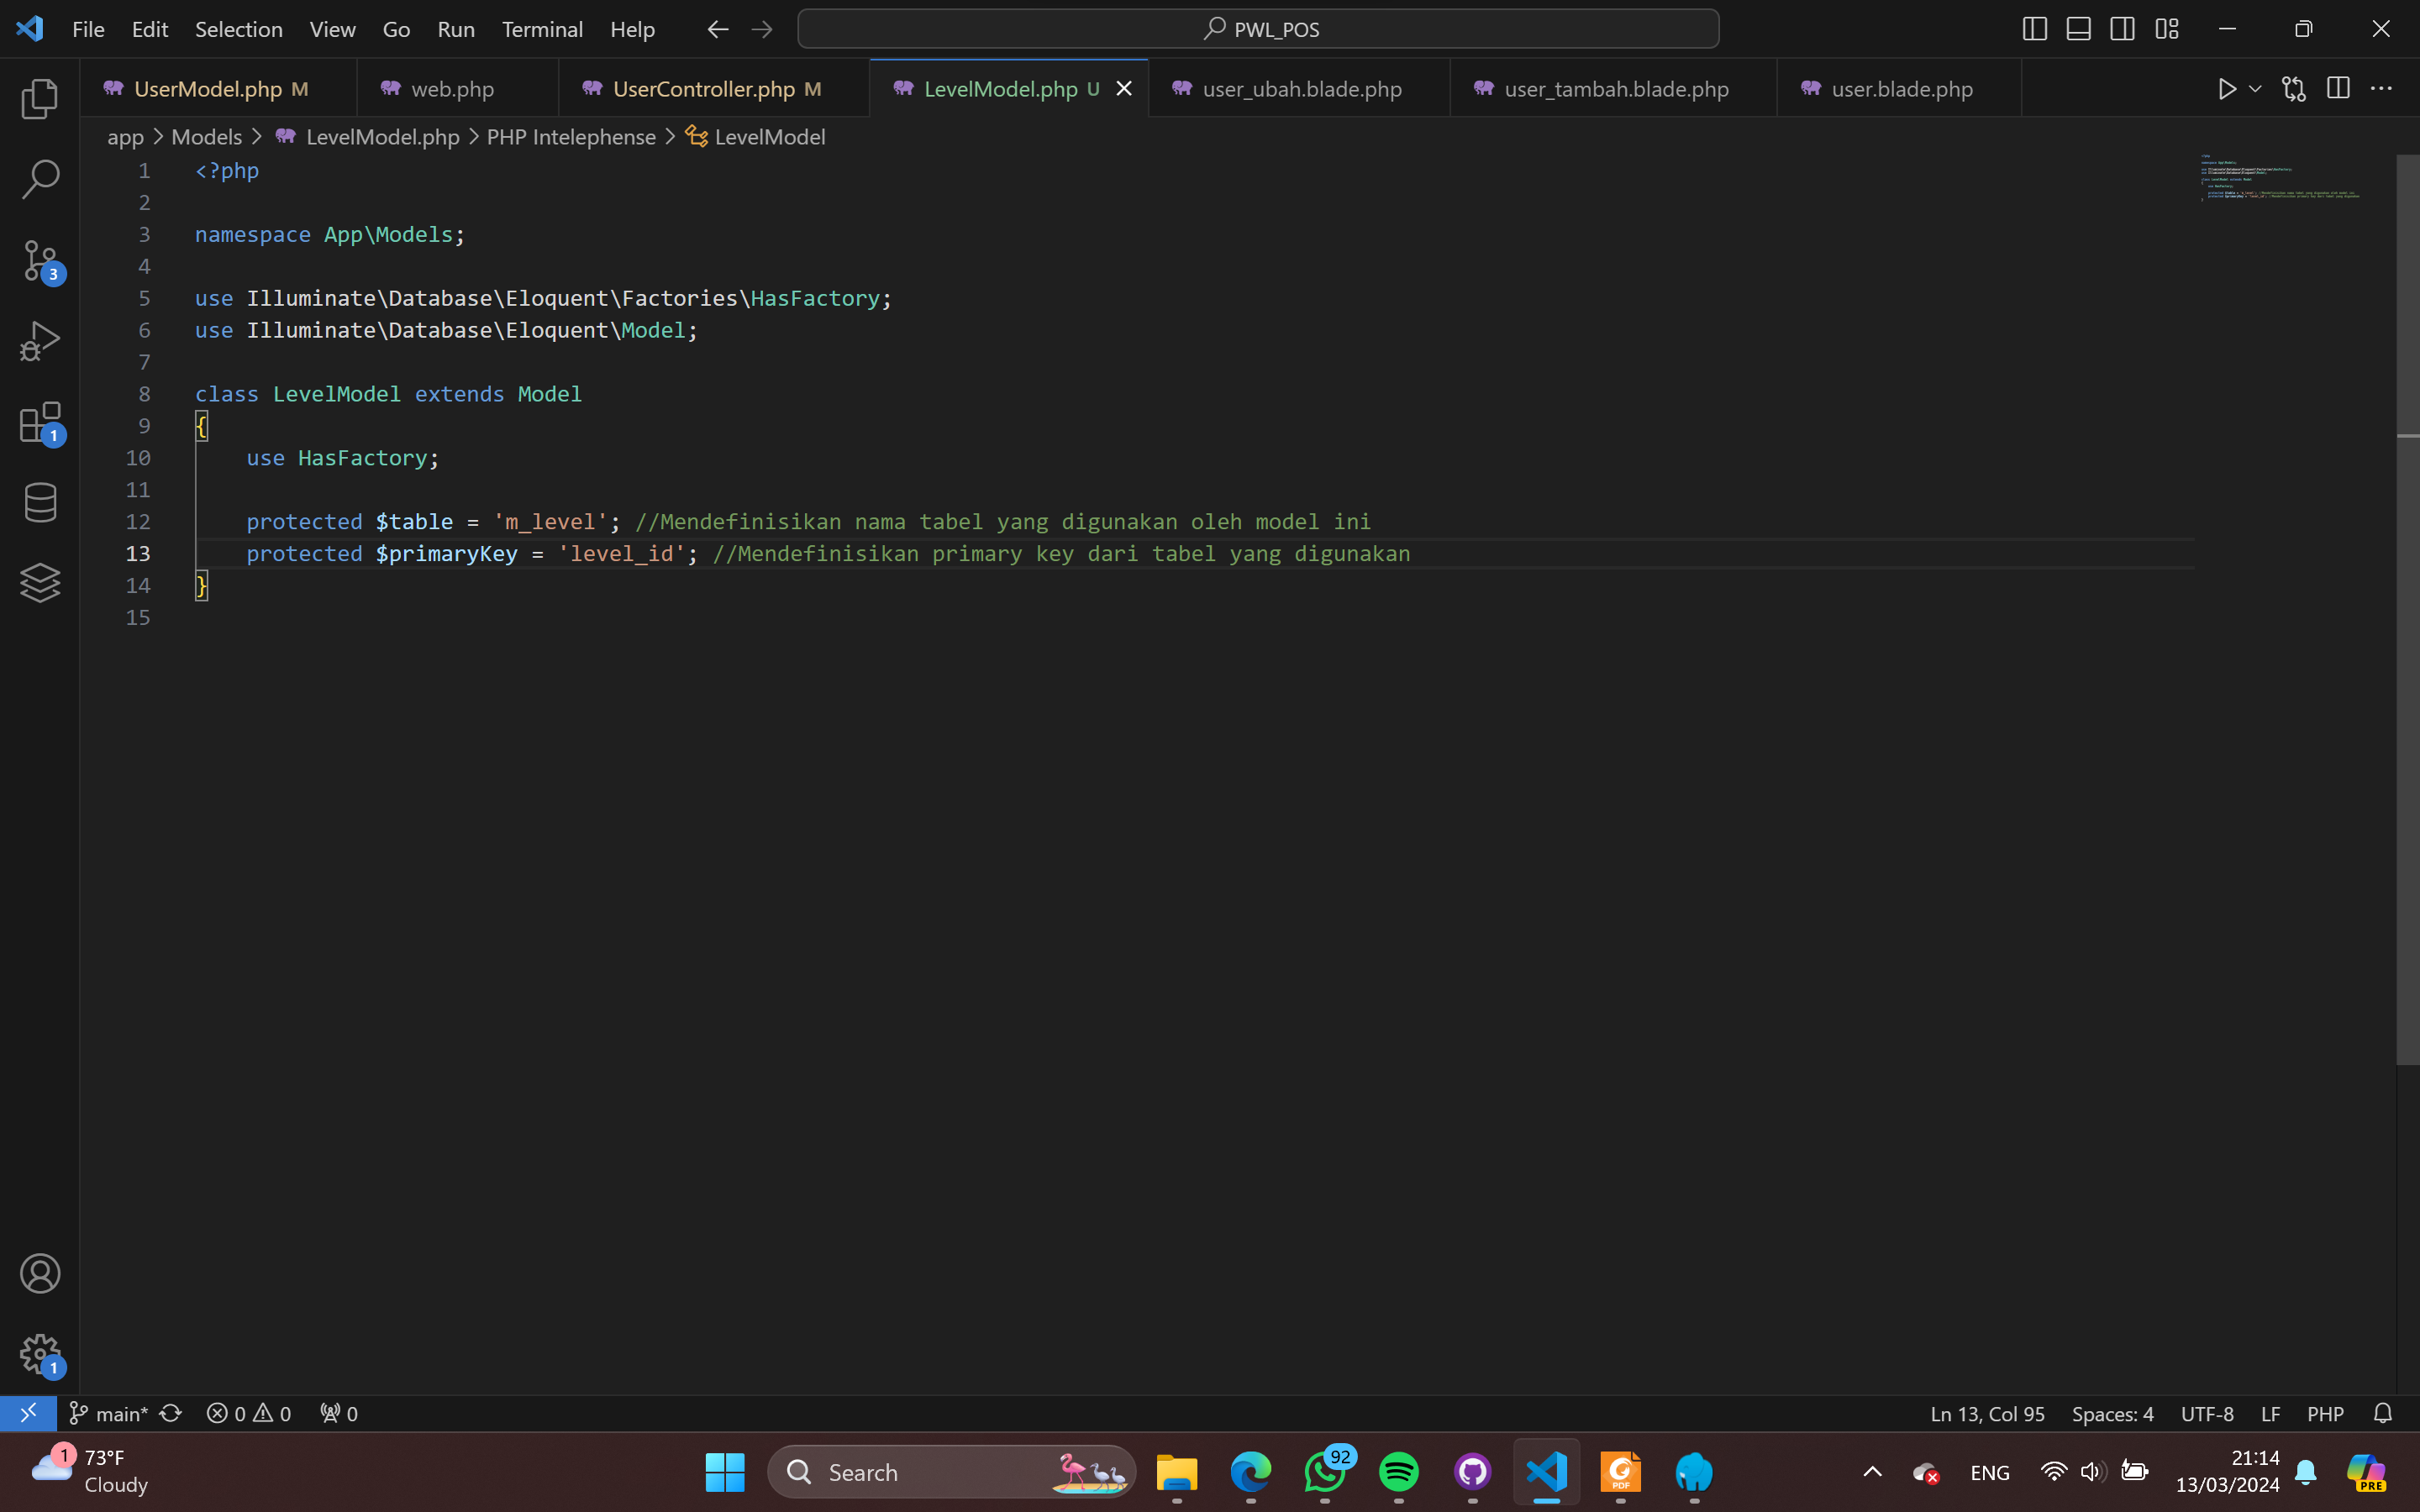 File Edit Selection View Go Run Terminal Help PWL_POS
UserModel.php M web.php UserController.php M LevelModel.php U user_ubah.blade.php user_tambah.blade.php user.blade.php
app > Models > LevelModel.php > PHP Intelephense > LevelModel
1 <?php
2
3 namespace App\Models;
4
5 use Illuminate\Database\Eloquent\Factories\HasFactory;
6 use Illuminate\Database\Eloquent\Model;
7
8 class LevelModel extends Model
9 {
10 use HasFactory;
11
12 protected $table = 'm_level'; //Mendefinisikan nama tabel yang digunakan oleh model ini
13 protected $primaryKey = 'level_id'; //Mendefinisikan primary key dari tabel yang digunakan
14 }
15
3
1
1
main* 0 0 0 Ln 13, Col 95 Spaces: 4 UTF-8 LF PHP
1 73°F
Cloudy
Search
92
PDF
ENG
21:14
13/03/2024
PRE